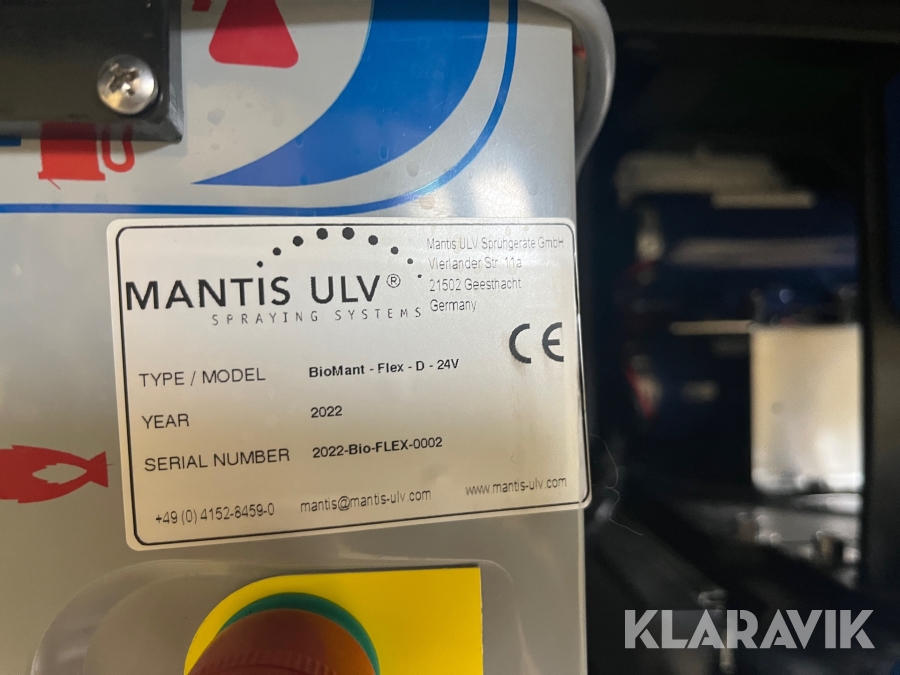 MANTIS ULV®
SPRAYING SYSTEMS
Mantis ULV Sprühgeräte GmbH
Vierlander Str. 11a
21502 Geesthacht
Germany
CE
TYPE / MODEL BioMant - Flex - D - 24V
YEAR 2022
SERIAL NUMBER 2022-Bio-FLEX-0002
+49 (0) 4152-8459-0 mantis@mantis-ulv.com www.mantis-ulv.com
KLARAVIK